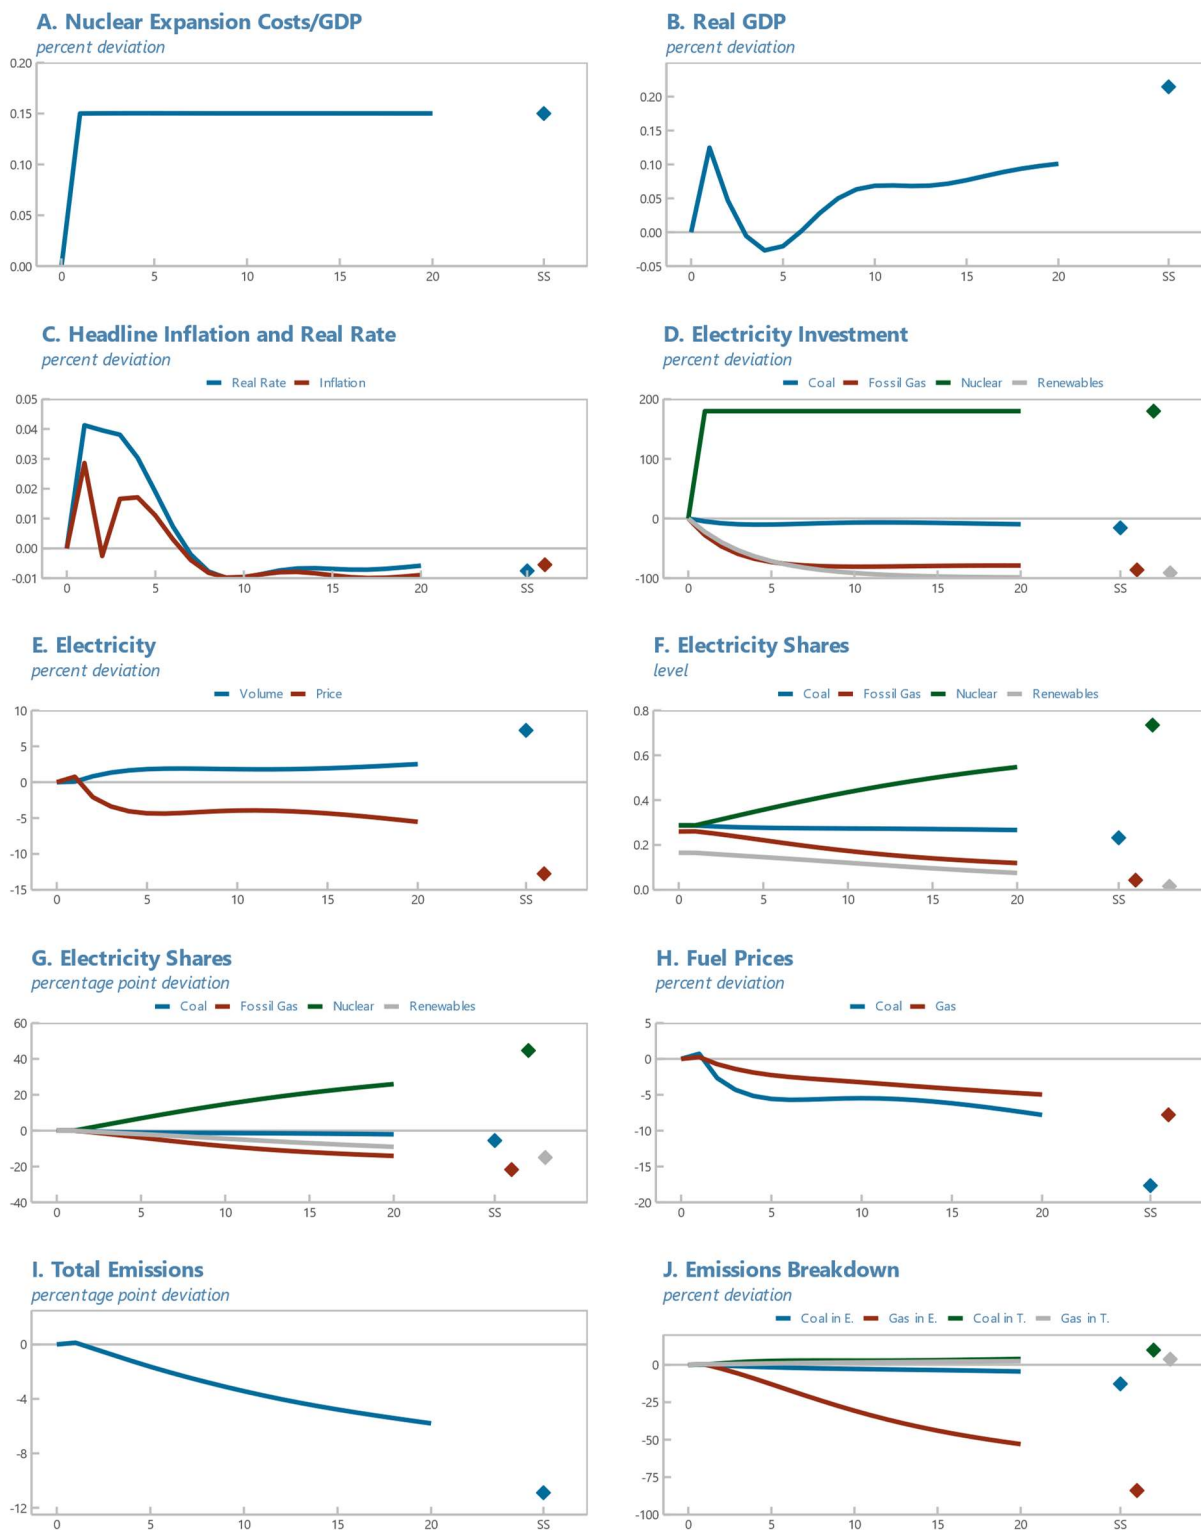 A. Nuclear Expansion Costs/GDP
percent deviation
0.20
0.15
0.10
0.05
0.00
0 5 10 15 20 SS
B. Real GDP
percent deviation
0.20
0.15
0.10
0.05
0.00
-0.05
0 5 10 15 20 SS
C. Headline Inflation and Real Rate
percent deviation
Real Rate Inflation
0.05
0.04
0.03
0.02
0.01
0.00
-0.01
0 5 10 15 20 SS
D. Electricity Investment
percent deviation
Coal Fossil Gas Nuclear Renewables
200
100
0
-100
0 5 10 15 20 SS
E. Electricity
percent deviation
Volume Price
10
5
0
-5
-10
-15
0 5 10 15 20 SS
F. Electricity Shares
level
Coal Fossil Gas Nuclear Renewables
0.8
0.6
0.4
0.2
0.0
0 5 10 15 20 SS
G. Electricity Shares
percentage point deviation
Coal Fossil Gas Nuclear Renewables
60
40
20
0
-20
-40
0 5 10 15 20 SS
H. Fuel Prices
percent deviation
Coal Gas
5
0
-5
-10
-15
-20
0 5 10 15 20 SS
I. Total Emissions
percentage point deviation
0
-4
-8
-12
0 5 10 15 20 SS
J. Emissions Breakdown
percent deviation
Coal in E. Gas in E. Coal in T. Gas in T.
0
-25
-50
-75
-100
0 5 10 15 20 SS